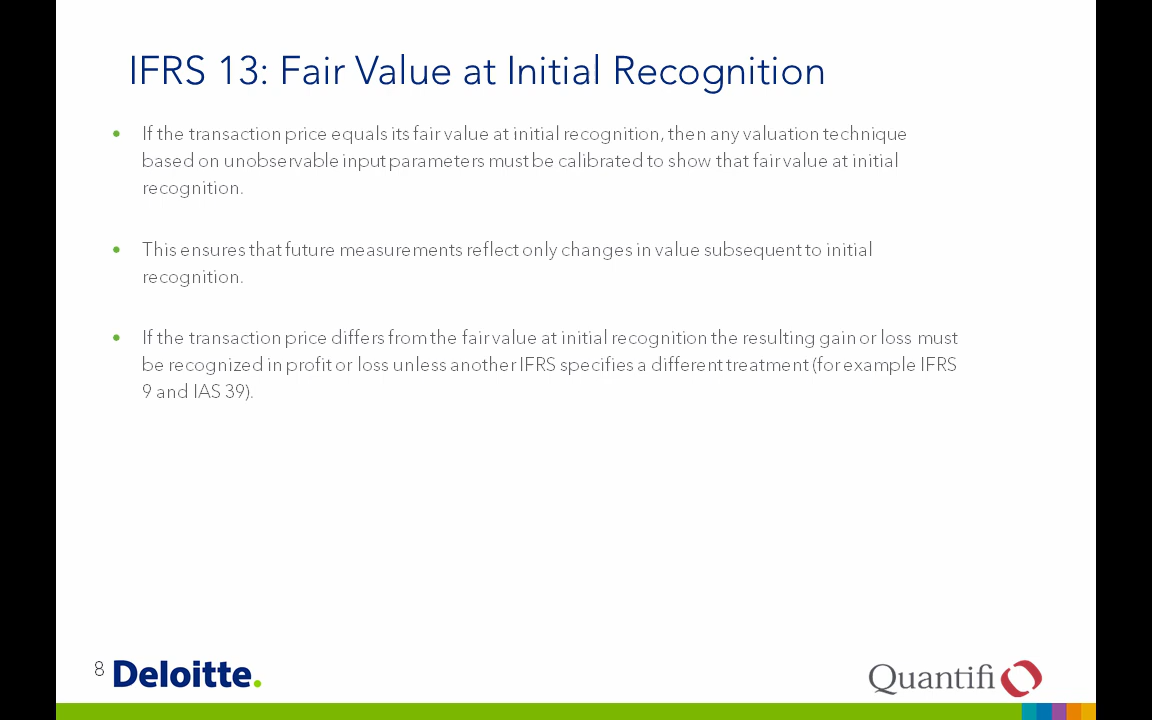 IFRS 13: Fair Value at Initial Recognition
If the transaction price equals its fair value at initial recognition, then any valuation technique
based on unobservable input parameters must be calibrated to show that fair value at initial
recognition.
This ensures that future measurements reflect only changes in value subsequent to initial
recognition.
If the transaction price differs from the fair value at initial recognition the resulting gain or loss must
be recognized in profit or loss unless another IFRS specifies a different treatment (for example IFRS
9 and IAS 39).
8 Deloitte.
Quantifi